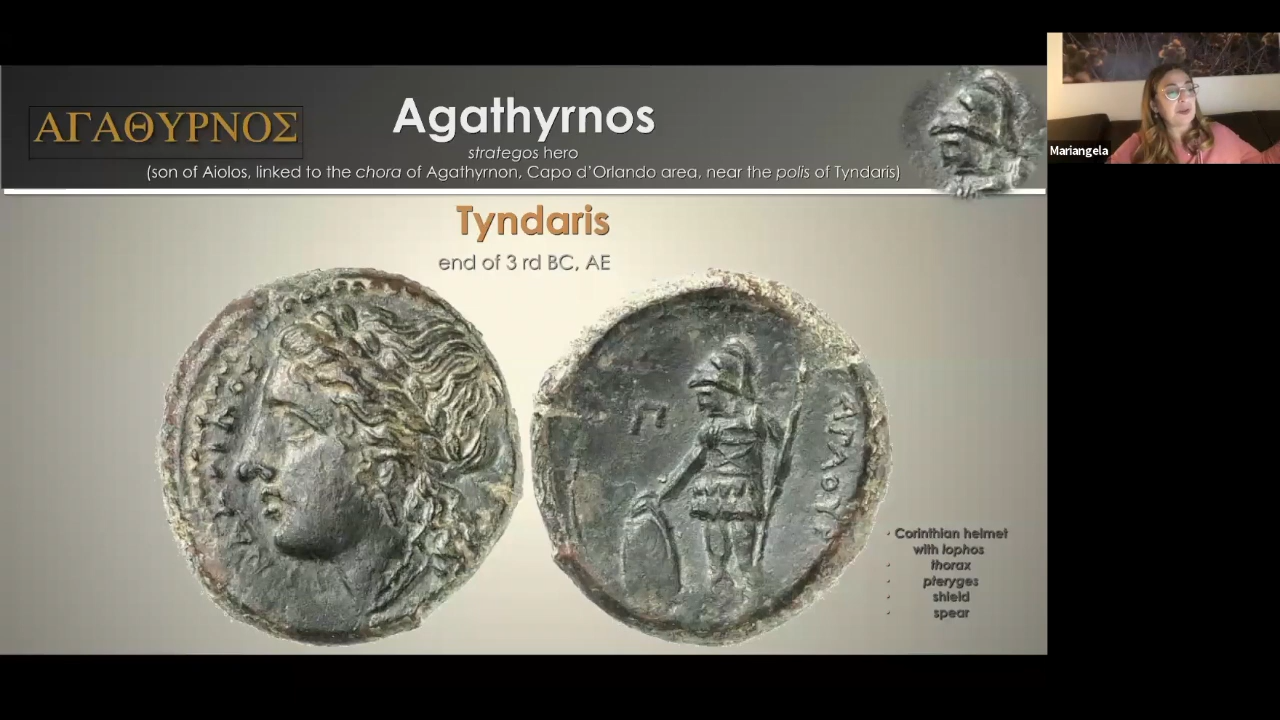 ΑΓΑΘΥΡΝΟΣ
Agathyrnos
strategos hero
(son of Aiolos, linked to the chora of Agathyrnon, Capo d'Orlando area, near the polis of Tyndaris)
Mariangela
Tyndaris
end of 3 rd BC, AE
Π
ΑΓΑΘΥΡ
· Corinthian helmet
with lophos
· thorax
· pteryges
· shield
· spear